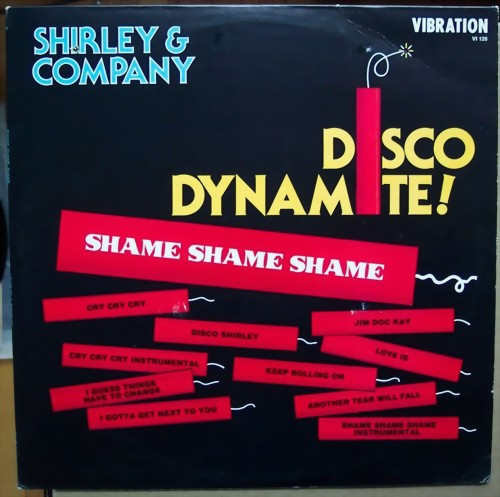 SHIRLEY &
COMPANY
VIBRATION
VI 128
DISCO
DYNAMITE!
SHAME SHAME SHAME
CRY CRY CRY
DISCO SHIRLEY
JIM DOC KAY
LOVE IS
CRY CRY CRY INSTRUMENTAL
KEEP ROLLING ON
I GUESS THINGS
HAVE TO CHANGE
ANOTHER TEAR WILL FALL
I GOTTA GET NEXT TO YOU
SHAME SHAME SHAME
INSTRUMENTAL